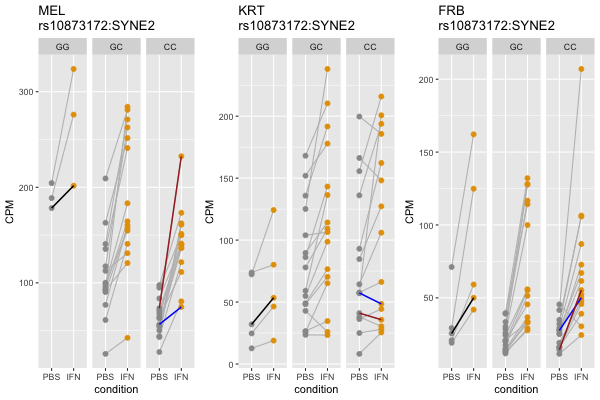 MEL
rs10873172:SYNE2
GG GC CC
300
200
100
CPM
PBS IFN PBS IFN PBS IFN
condition
KRT
rs10873172:SYNE2
GG GC CC
200
150
100
50
0
CPM
PBS IFN PBS IFN PBS IFN
condition
FRB
rs10873172:SYNE2
GG GC CC
200
150
100
50
CPM
PBS IFN PBS IFN PBS IFN
condition